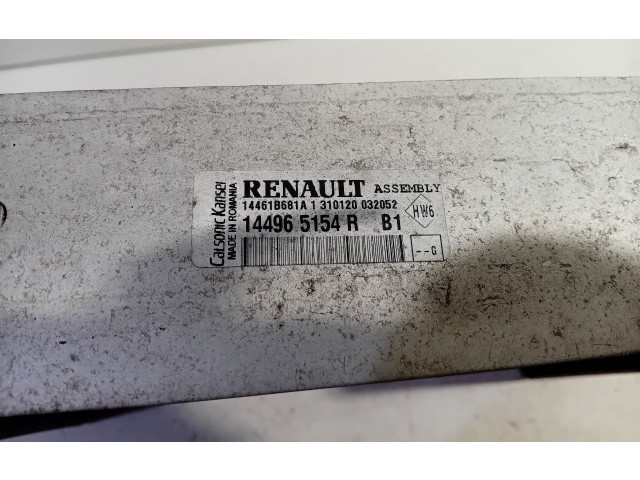 RENAULT ASSEMBLY
14461B681A 1 310120 032052
14496 5154 R B1
HW6
--G
Calsonic Kansei
MADE IN ROMANIA